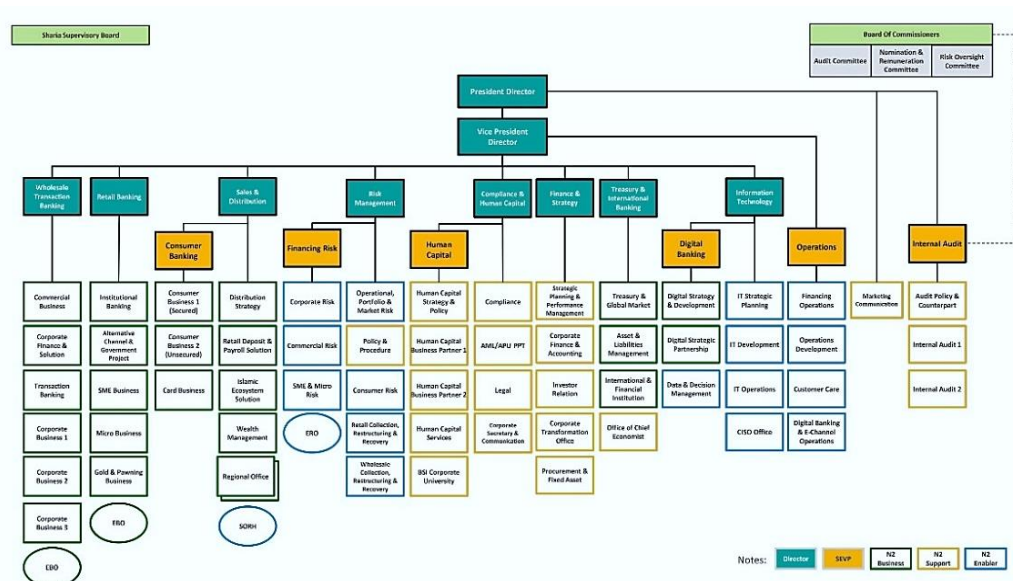 Sharia Supervisory Board
Board Of Commissioners
Audit Committee
Nomination &
Remuneration
Committee
Risk Oversight
Committee
President Director
Vice President
Director
Wholesale
Transaction
Banking
Retail Banking
Sales &
Distribution
Risk
Management
Compliance &
Human Capital
Finance &
Strategy
Treasury &
International
Banking
Information
Technology
Consumer
Banking
Financing Risk
Human
Capital
Digital
Banking
Operations
Internal Audit
Commercial
Business
Corporate
Finance &
Solution
Transaction
Banking
Corporate
Business 1
Corporate
Business 2
Corporate
Business 3
EBO
Institutional
Banking
Alternative
Channel &
Government
Project
SME Business
Micro Business
Gold & Pawning
Business
EBO
Consumer
Business 1
(Secured)
Consumer
Business 2
(Unsecured)
Card Business
Distribution
Strategy
Retail Deposit &
Payroll Solution
Islamic
Ecosystem
Solution
Wealth
Management
Regional Office
SORH
Corporate Risk
Commercial Risk
SME & Micro
Risk
ERO
Operational,
Portfolio &
Market Risk
Policy &
Procedure
Consumer Risk
Retail Collection,
Restructuring &
Recovery
Wholesale
Collection,
Restructuring &
Recovery
Human Capital
Strategy &
Policy
Human Capital
Business Partner 1
Human Capital
Business Partner 2
Human Capital
Services
BSI Corporate
University
Compliance
AML/APU PPT
Legal
Corporate
Secretary &
Communication
Strategic
Planning &
Performance
Management
Corporate
Finance &
Accounting
Investor
Relation
Corporate
Transformation
Office
Procurement &
Fixed Asset
Treasury &
Global Market
Asset &
Liabilities
Management
International &
Financial
Institution
Office of Chief
Economist
Digital Strategy
& Development
Digital Strategic
Partnership
Data & Decision
Management
IT Strategic
Planning
IT Development
IT Operations
CISO Office
Financing
Operations
Operations
Development
Customer Care
Digital Banking
& E-Channel
Operations
Marketing
Communication
Audit Policy &
Counterpart
Internal Audit 1
Internal Audit 2
Notes:
Director
SEVP
N2
Business
N2
Support
N2
Enabler